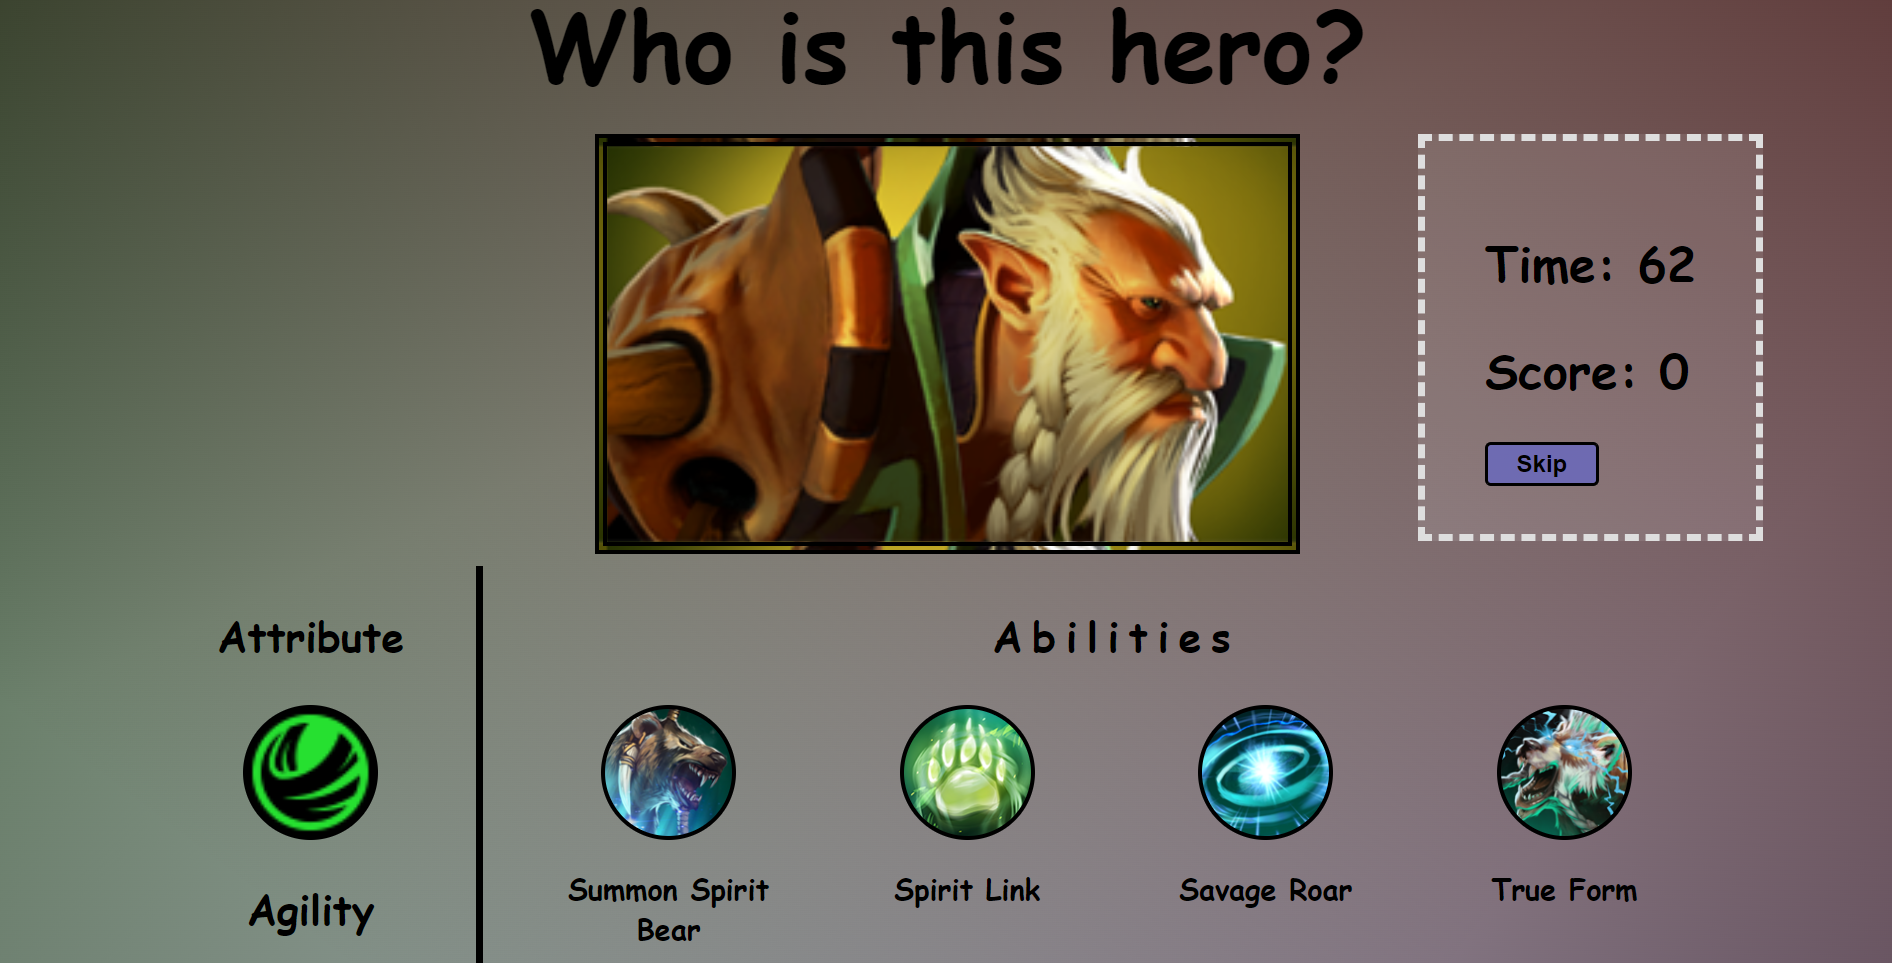 Who is this hero?
Time: 62
Score: 0
Skip
Attribute
Agility
Abilities
Summon Spirit
Bear
Spirit Link
Savage Roar
True Form